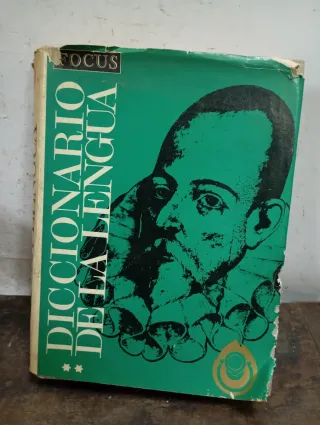 FOCUS
DICCIONARIO
DE LA LENGUA
**